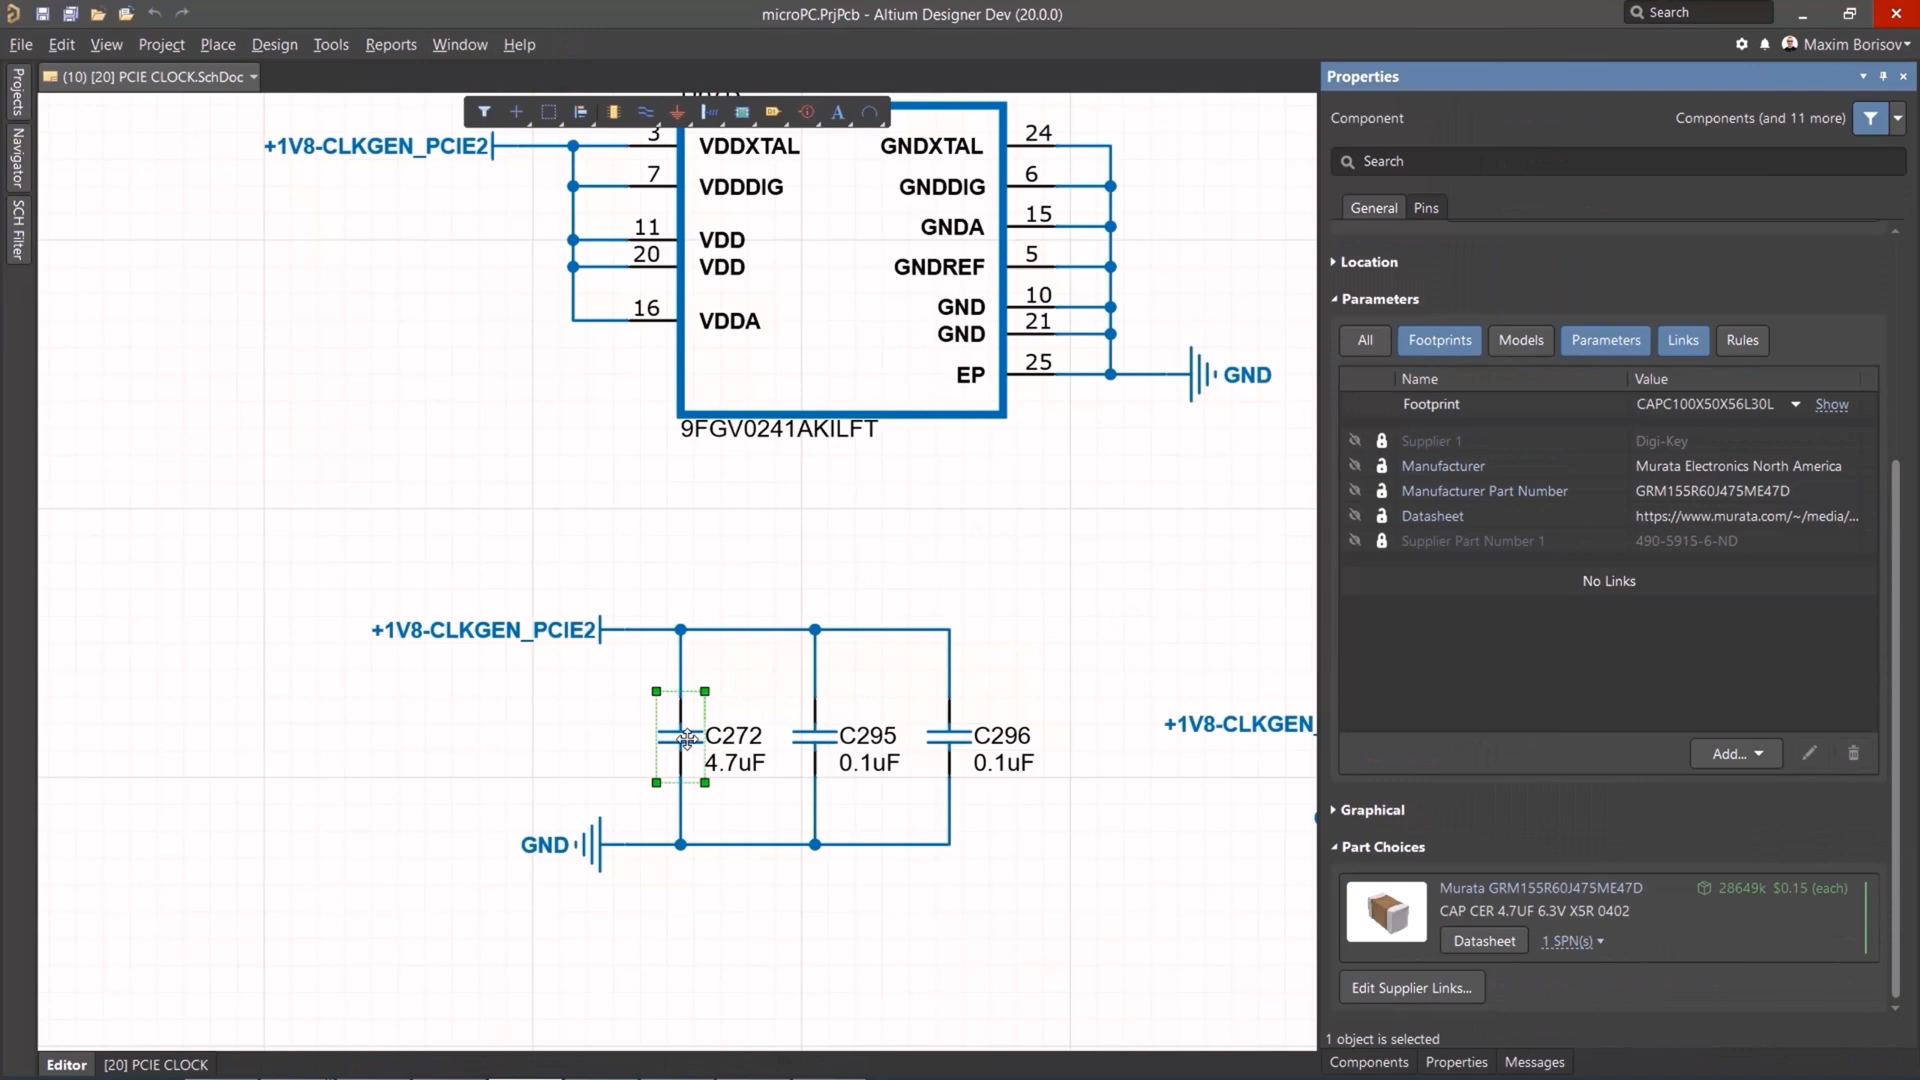 microPC.PrjPcb - Altium Designer Dev (20.0.0)
Search
File Edit View Project Place Design Tools Reports Window Help
Maxim Borisov
Projects
Navigator
SCH Filter
(10) [20] PCIE CLOCK.SchDoc
+1V8-CLKGEN_PCIE2
3 VDDXTAL GNDXTAL 24
7 VDDDIG GNDDIG 6
GNDA 15
11 VDD
20 VDD GNDREF 5
GND 10
16 VDDA GND 21
EP 25 GND
9FGV0241AKILFT
+1V8-CLKGEN_PCIE2
C272 C295 C296
4.7uF 0.1uF 0.1uF
+1V8-CLKGEN_
GND
Editor [20] PCIE CLOCK
Properties
Component Components (and 11 more)
Search
General Pins
Location
Parameters
All Footprints Models Parameters Links Rules
Name Value
Footprint CAPC100X50X56L30L Show
Supplier 1 Digi-Key
Manufacturer Murata Electronics North America
Manufacturer Part Number GRM155R60J475ME47D
Datasheet https://www.murata.com/~/media/...
Supplier Part Number 1 490-5915-6-ND
No Links
Add...
Graphical
Part Choices
Murata GRM155R60J475ME47D 28649k $0.15 (each)
CAP CER 4.7UF 6.3V X5R 0402
Datasheet 1 SPN(s)
Edit Supplier Links...
1 object is selected
Components Properties Messages